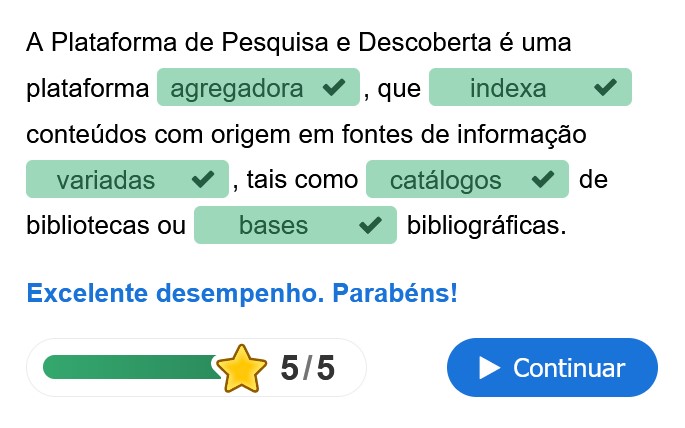 A Plataforma de Pesquisa e Descoberta é uma
plataforma agregadora , que indexa
conteúdos com origem em fontes de informação
variadas , tais como catálogos de
bibliotecas ou bases bibliográficas.
Excelente desempenho. Parabéns!
5/5 Continuar